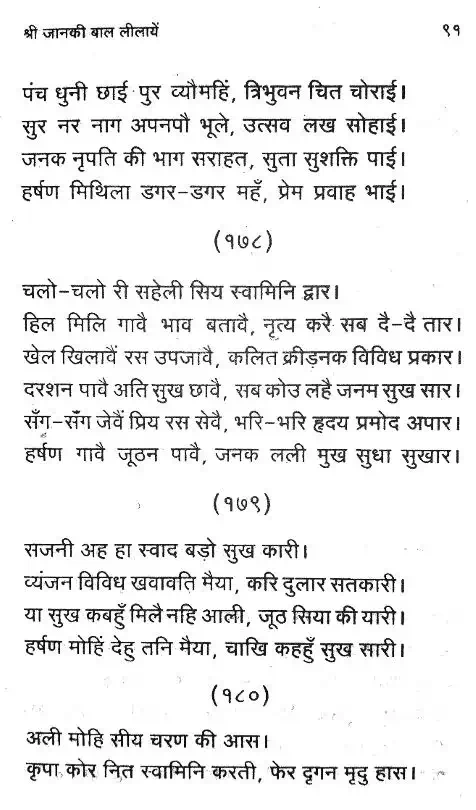 श्री जानकी बाल लीलायें ९१
पंच धुनी छाई पुर व्यौमहिं, त्रिभुवन चित चोराई।
सुर नर नाग अपनपौ भूले, उत्सव लख सोहाई।
जनक नृपति की भाग सराहत, सुता सुशक्ति पाई।
हर्षण मिथिला डगर-डगर महँ, प्रेम प्रवाह भाई।
(१७८)
चलो-चलो री सहेली सिय स्वामिनि द्वार।
हिल मिलि गावै भाव बतावै, नृत्य करै सब दै-दै तार।
खेल खिलावैं रस उपजावै, कलित क्रीड़नक विविध प्रकार।
दरशन पावै अति सुख छावै, सब कोउ लहै जनम सुख सार।
सँग-सँग जेवैं प्रिय रस सेवै, भरि-भरि हृदय प्रमोद अपार।
हर्षण गावै जूठन पावै, जनक लली मुख सुधा सुखार।
(१७९)
सजनी अह हा स्वाद बड़ो सुख कारी।
व्यंजन विविध खवावति मैया, करि दुलार सतकारी।
या सुख कबहुँ मिलै नहि आली, जूठ सिया की यारी।
हर्षण मोहिं देहु तनि मैया, चाखि कहहुँ सुख सारी।
(१८०)
अली मोहि सीय चरण की आस।
कृपा कोर नित स्वामिनि करती, फेर दृगन मृदु हास।